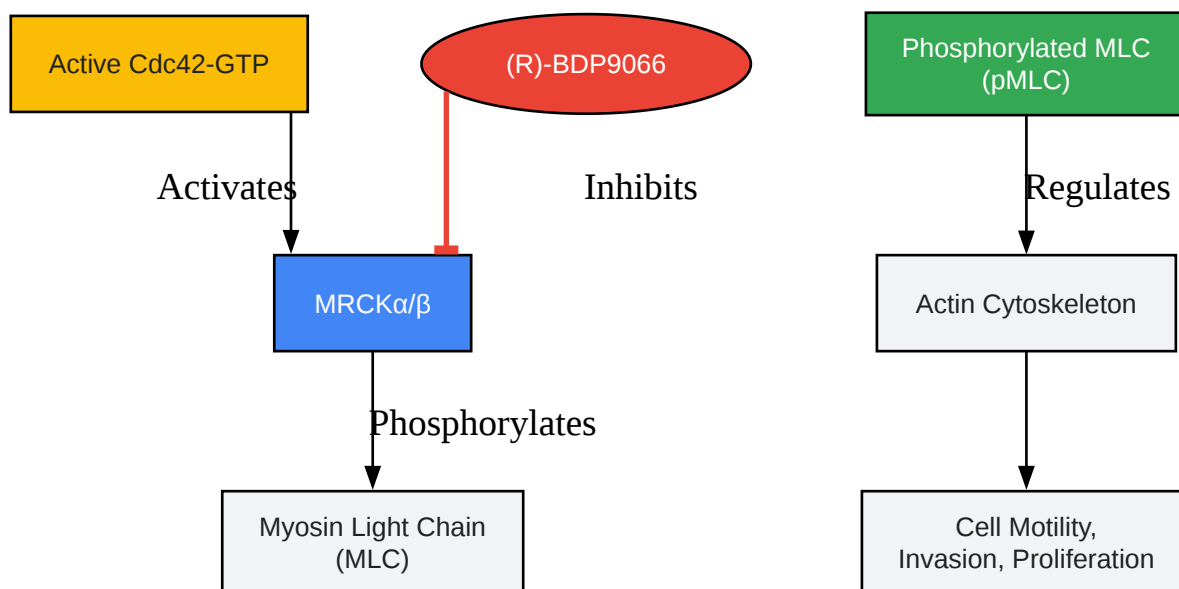 Active Cdc42-GTP
(R)-BDP9066
Phosphorylated MLC
(pMLC)
Activates
Inhibits
Regulates
MRCKα/β
Actin Cytoskeleton
Phosphorylates
Myosin Light Chain
(MLC)
Cell Motility,
Invasion, Proliferation